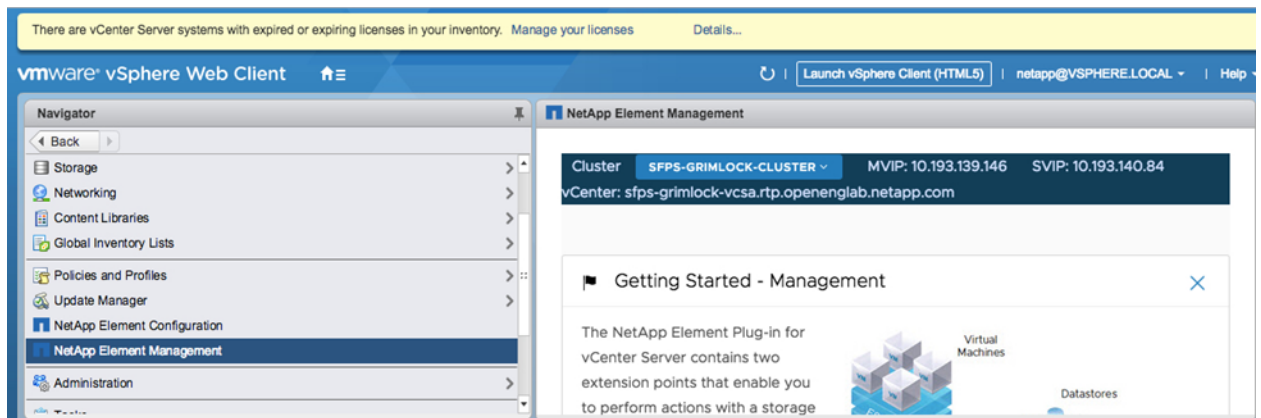 There are vCenter Server systems with expired or expiring licenses in your inventory. Manage your licenses Details...
vmware® vSphere Web Client
Launch vSphere Client (HTML5) | netapp@VSPHERE.LOCAL | Help
Navigator
Back
Storage
Networking
Content Libraries
Global Inventory Lists
Policies and Profiles
Update Manager
NetApp Element Configuration
NetApp Element Management
Administration
NetApp Element Management
Cluster SFPS-GRIMLOCK-CLUSTER MVIP: 10.193.139.146 SVIP: 10.193.140.84
vCenter: sfps-grimlock-vcsa.rtp.openenglab.netapp.com
Getting Started - Management
The NetApp Element Plug-in for
vCenter Server contains two
extension points that enable you
to perform actions with a storage
Virtual
Machines
Datastores